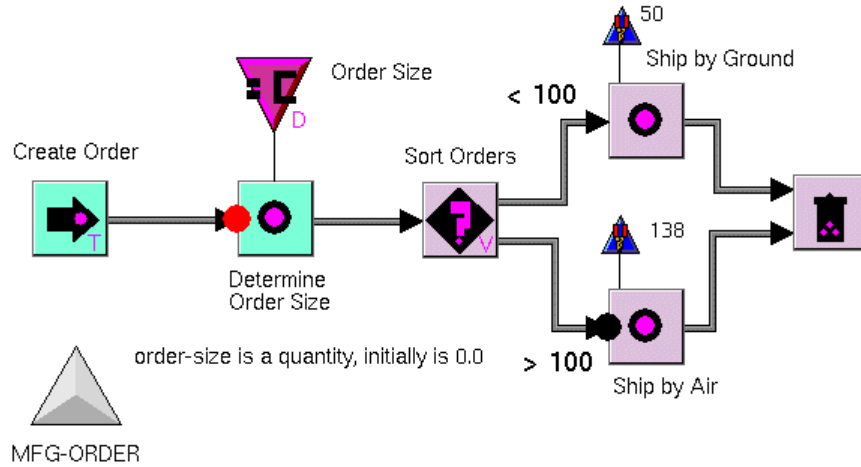 50
Order Size
Ship by Ground
< 100
D
Create Order
Sort Orders
T
V
138
Determine
Order Size
order-size is a quantity, initially is 0.0
> 100
Ship by Air
MFG-ORDER